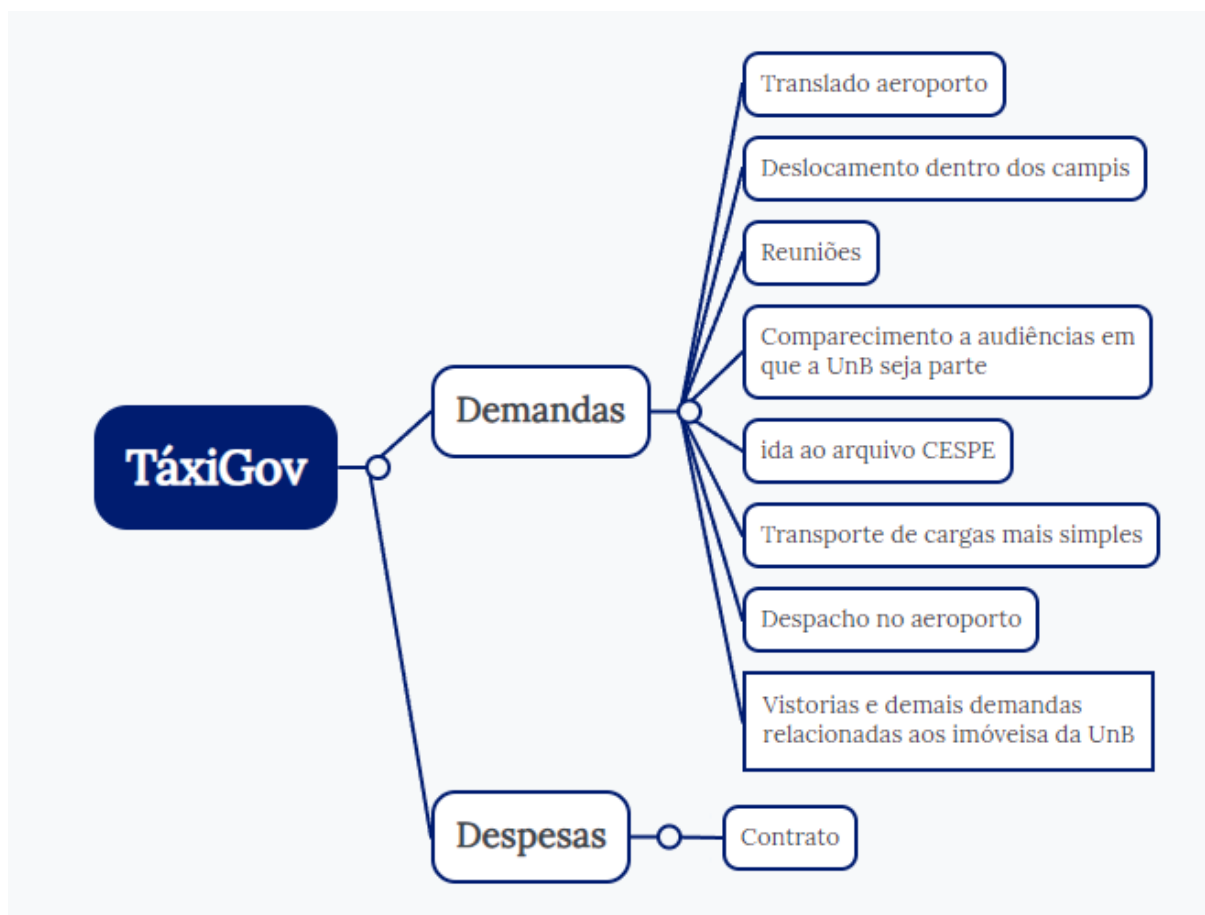 TáxiGov
Demandas
Translado aeroporto
Deslocamento dentro dos campis
Reuniões
Comparecimento a audiências em
que a UnB seja parte
ida ao arquivo CESPE
Transporte de cargas mais simples
Despacho no aeroporto
Vistorias e demais demandas
relacionadas aos imóveisa da UnB
Despesas
Contrato